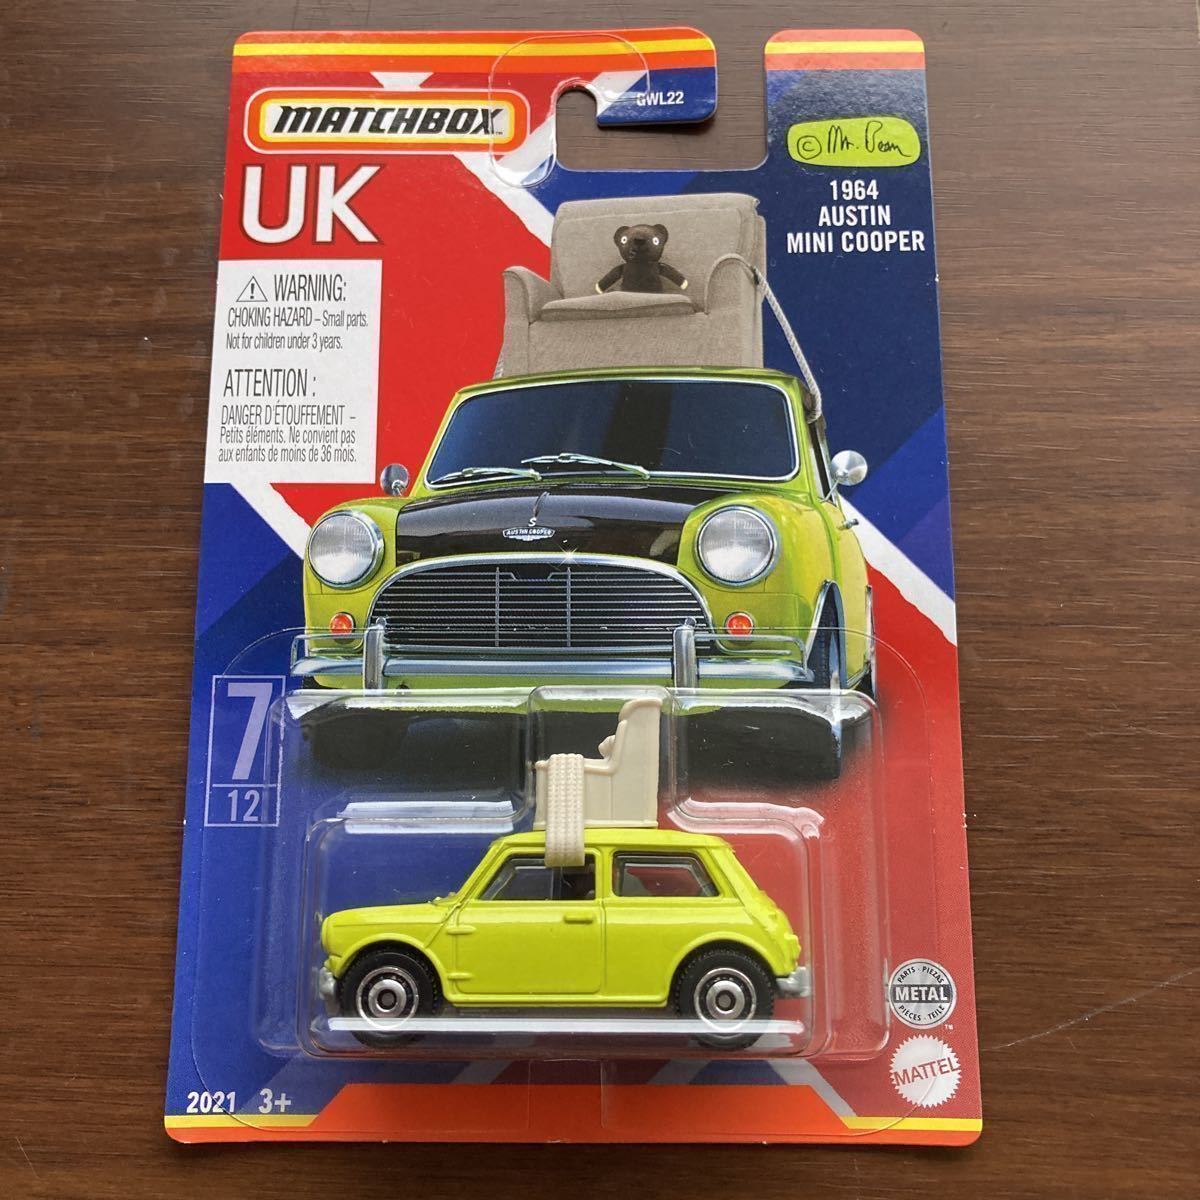 GWL22
MATCHBOX
UK
© Mr. Bean
1964
AUSTIN
MINI COOPER
WARNING:
CHOKING HAZARD – Small parts.
Not for children under 3 years.
ATTENTION :
DANGER D'ÉTOUFFEMENT –
Petits éléments. Ne convient pas
aux enfants de moins de 36 mois.
S
AUSTIN COOPER
7
12
PARTS · PIEZAS
METAL
PIECES · TEILE
TM
MATTEL
2021 3+